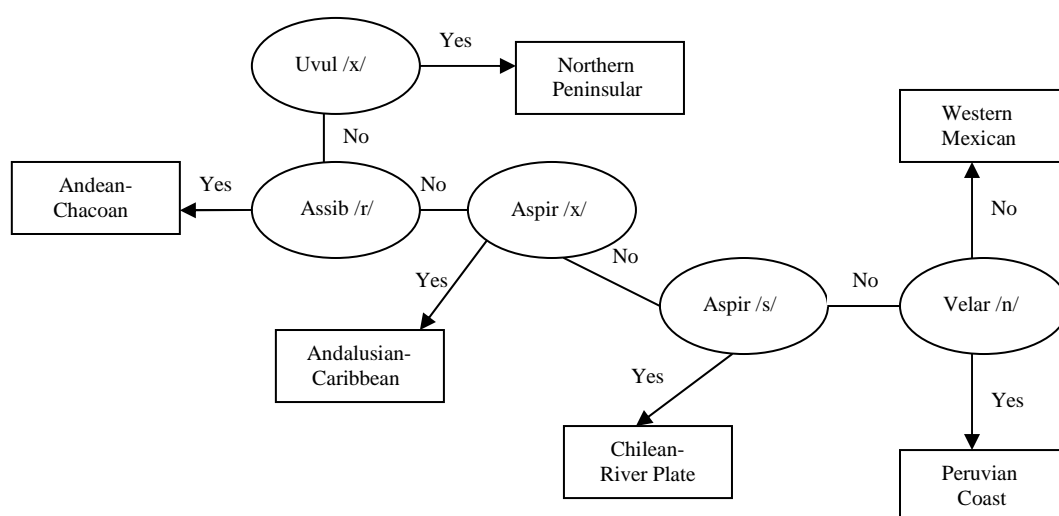 Uvul /x/
Yes
Northern
Peninsular
No
Western
Mexican
Andean-
Chacoan
Yes
Assib /r/
No
Aspir /x/
No
No
Yes
Aspir /s/
No
Velar /n/
Andalusian-
Caribbean
Yes
Yes
Chilean-
River Plate
Peruvian
Coast